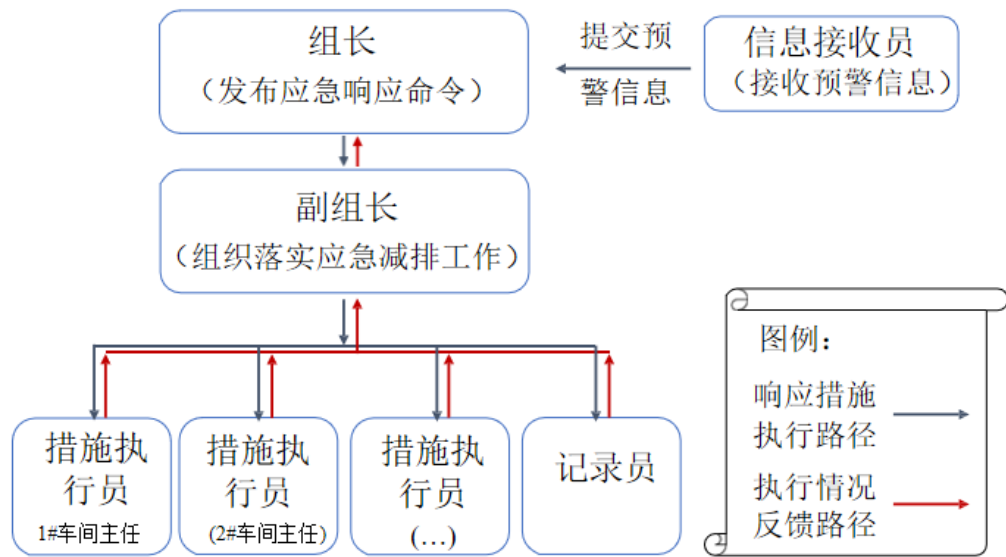 组长
（发布应急响应命令）
提交预
警信息
信息接收员
（接收预警信息）
副组长
（组织落实应急减排工作）
措施执
行员
1#车间主任
措施执
行员
(2#车间主任)
措施执
行员
(…)
记录员
图例：
响应措施
执行路径
执行情况
反馈路径